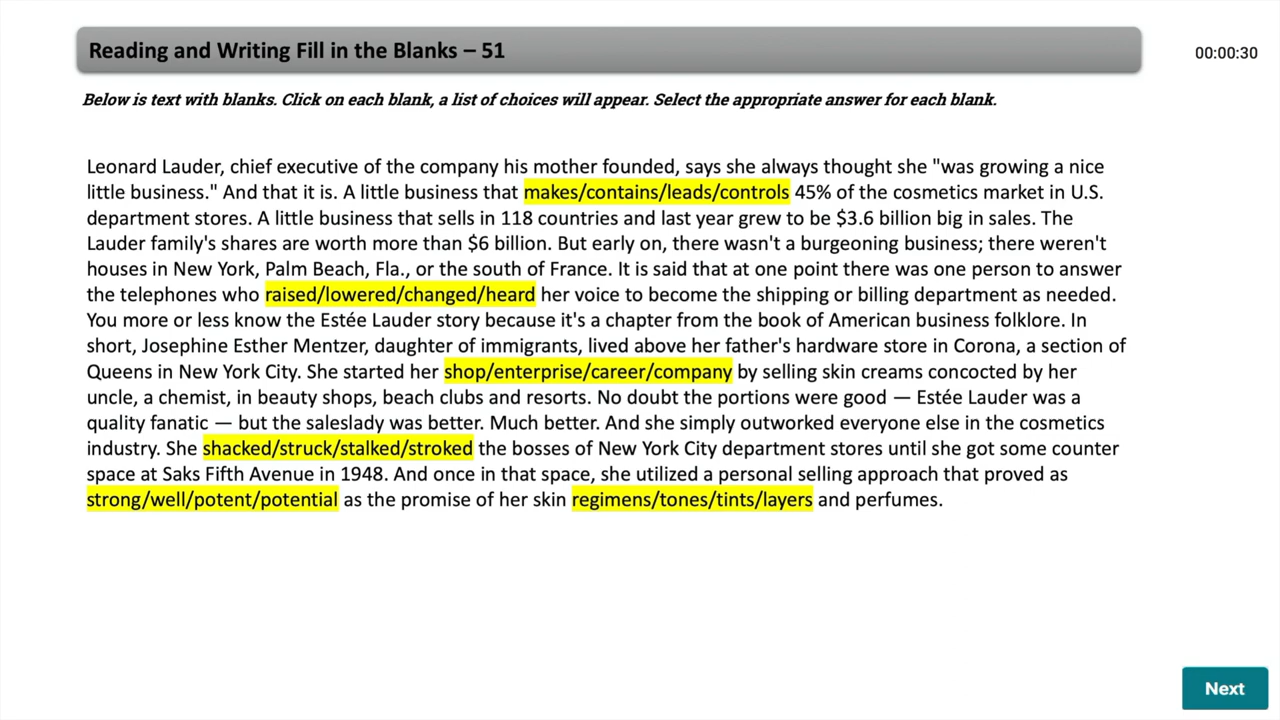 Reading and Writing Fill in the Blanks – 51
00:00:30
Below is text with blanks. Click on each blank, a list of choices will appear. Select the appropriate answer for each blank.
Leonard Lauder, chief executive of the company his mother founded, says she always thought she "was growing a nice
little business." And that it is. A little business that makes/contains/leads/controls 45% of the cosmetics market in U.S.
department stores. A little business that sells in 118 countries and last year grew to be $3.6 billion big in sales. The
Lauder family's shares are worth more than $6 billion. But early on, there wasn't a burgeoning business; there weren't
houses in New York, Palm Beach, Fla., or the south of France. It is said that at one point there was one person to answer
the telephones who raised/lowered/changed/heard her voice to become the shipping or billing department as needed.
You more or less know the Estée Lauder story because it's a chapter from the book of American business folklore. In
short, Josephine Esther Mentzer, daughter of immigrants, lived above her father's hardware store in Corona, a section of
Queens in New York City. She started her shop/enterprise/career/company by selling skin creams concocted by her
uncle, a chemist, in beauty shops, beach clubs and resorts. No doubt the portions were good — Estée Lauder was a
quality fanatic — but the saleslady was better. Much better. And she simply outworked everyone else in the cosmetics
industry. She shacked/struck/stalked/stroked the bosses of New York City department stores until she got some counter
space at Saks Fifth Avenue in 1948. And once in that space, she utilized a personal selling approach that proved as
strong/well/potent/potential as the promise of her skin regimens/tones/tints/layers and perfumes.
Next